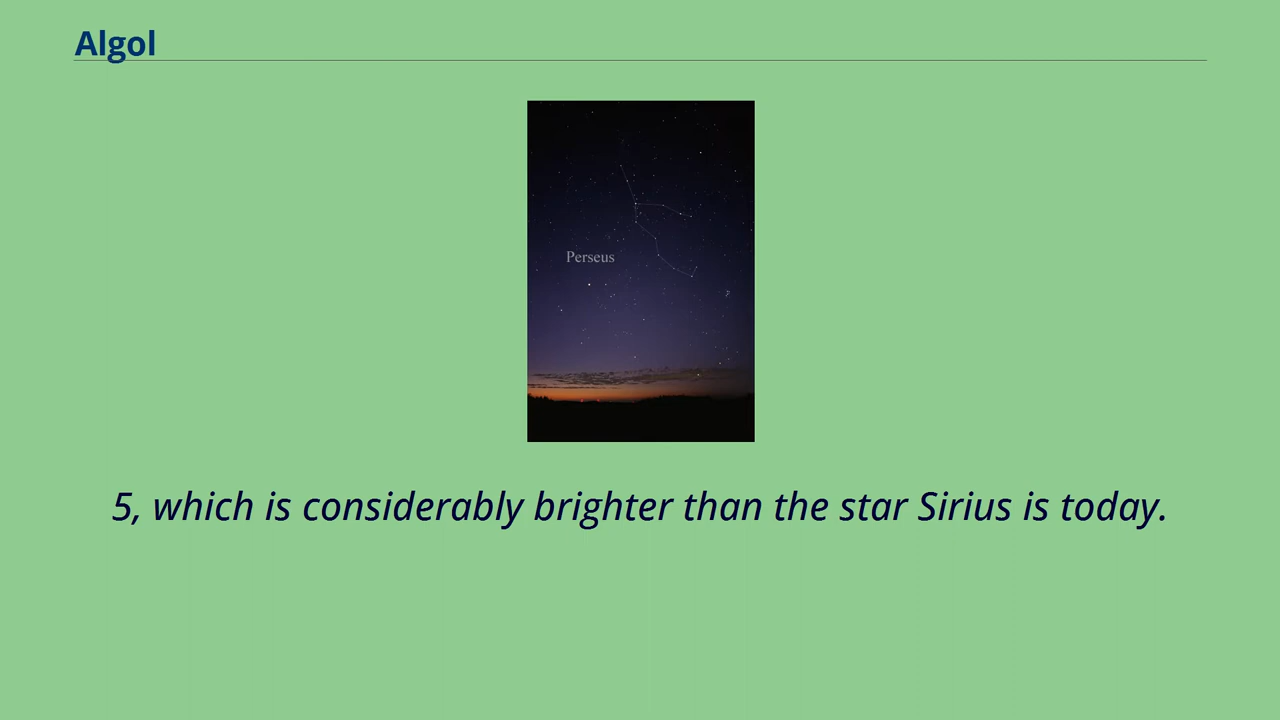 Algol
Perseus
5, which is considerably brighter than the star Sirius is today.